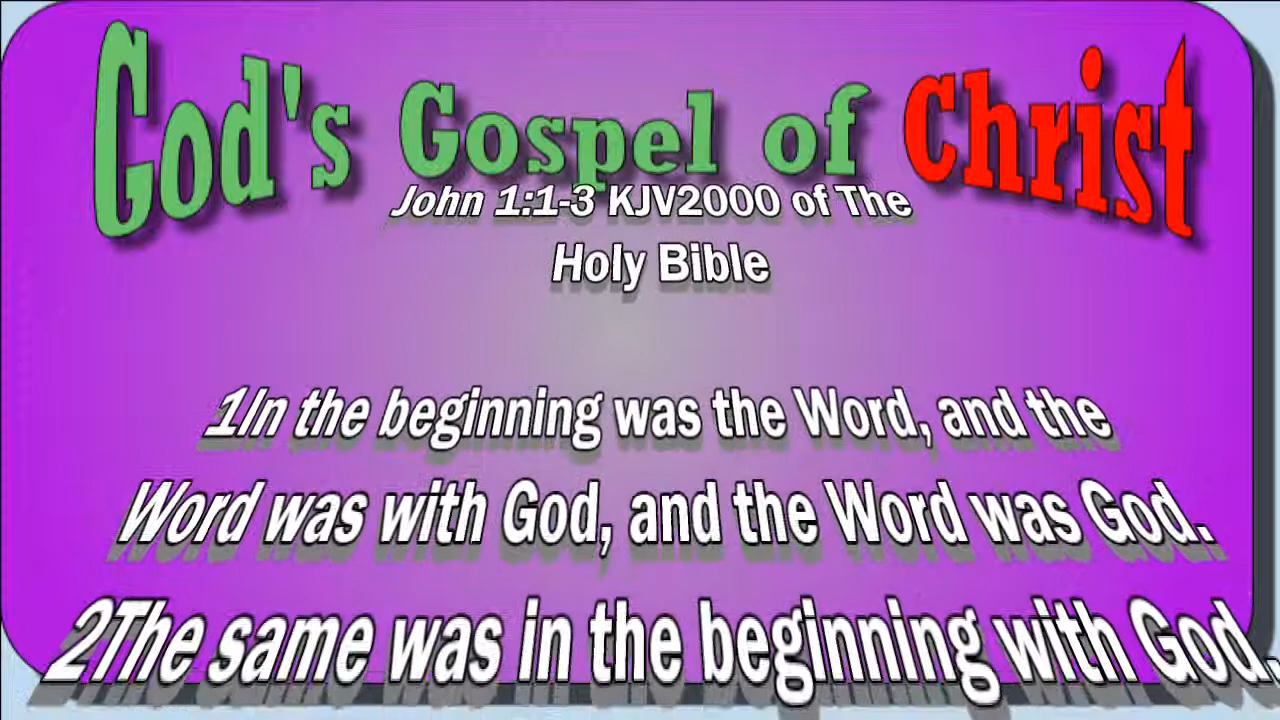 God's Gospel of Christ
John 1:1-3 KJV2000 of The
Holy Bible
1In the beginning was the Word, and the
Word was with God, and the Word was God.
2The same was in the beginning with God.